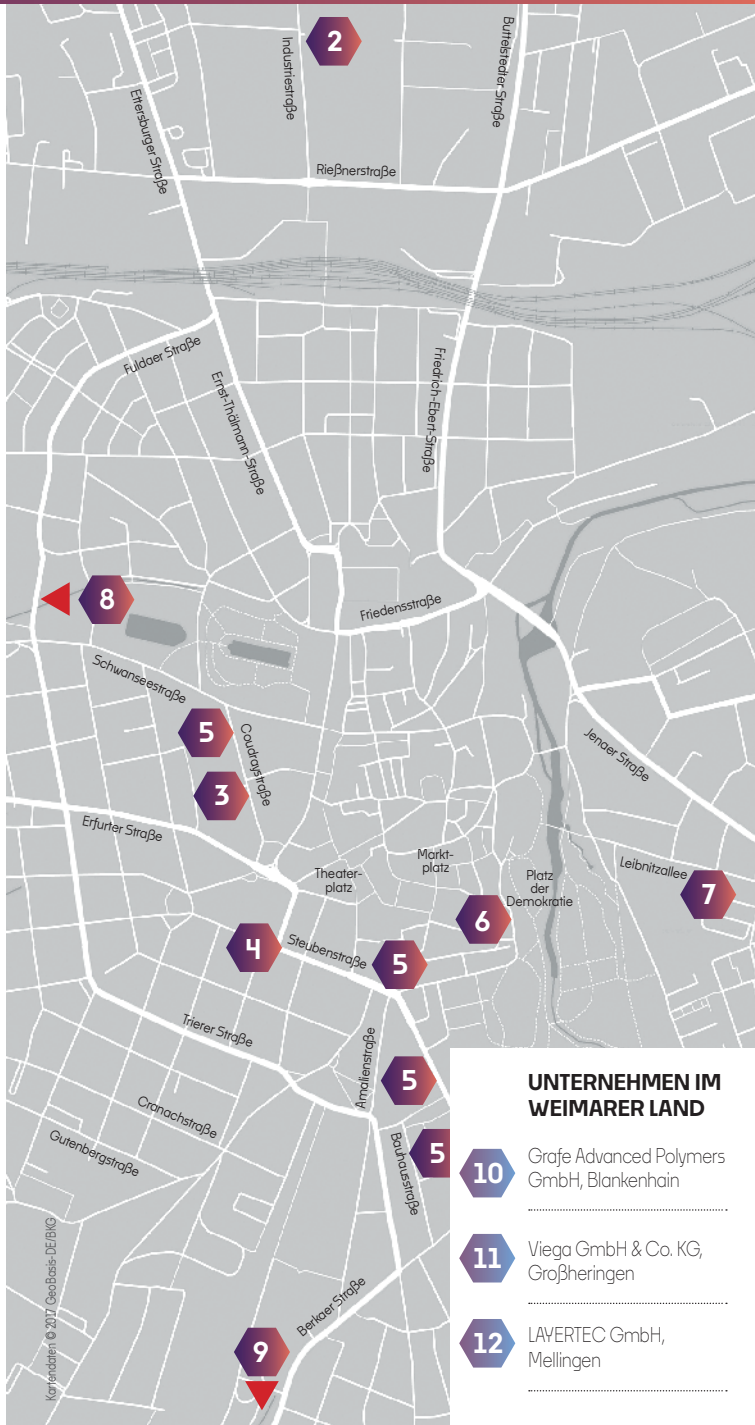 2
Industriestraße
Buttelstedter Straße
Ettersburger Straße
Rießnerstraße
Fuldaer Straße
Ernst-Thälmann-Straße
Friedrich-Ebert-Straße
8
Friedensstraße
Schwanseestraße
5
Coudraystraße
3
Jenaer Straße
Erfurter Straße
Theater-
platz
Markt-
platz
Platz
der
Demokratie
Leibnitzallee
7
6
4
Steubenstraße
5
Trierer Straße
Amalienstraße
5
Cranachstraße
Gutenbergstraße
Bauhausstraße
5
Berkaer Straße
9
Kartendaten © 2017 GeoBasis-DE/BKG
UNTERNEHMEN IM
WEIMARER LAND
10
Grafe Advanced Polymers
GmbH, Blankenhain
11
Viega GmbH & Co. KG,
Großheringen
12
LAYERTEC GmbH,
Mellingen